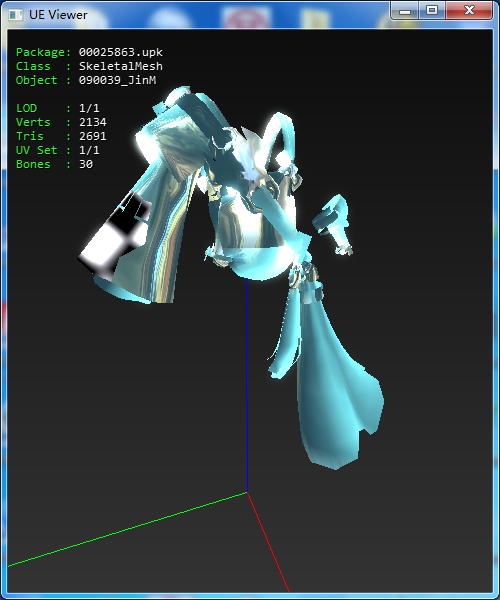 UE Viewer
Package: 00025863.upk
Class  : SkeletalMesh
Object : 090039_JinM
LOD    : 1/1
Verts  : 2134
Tris   : 2691
UV Set : 1/1
Bones  : 30